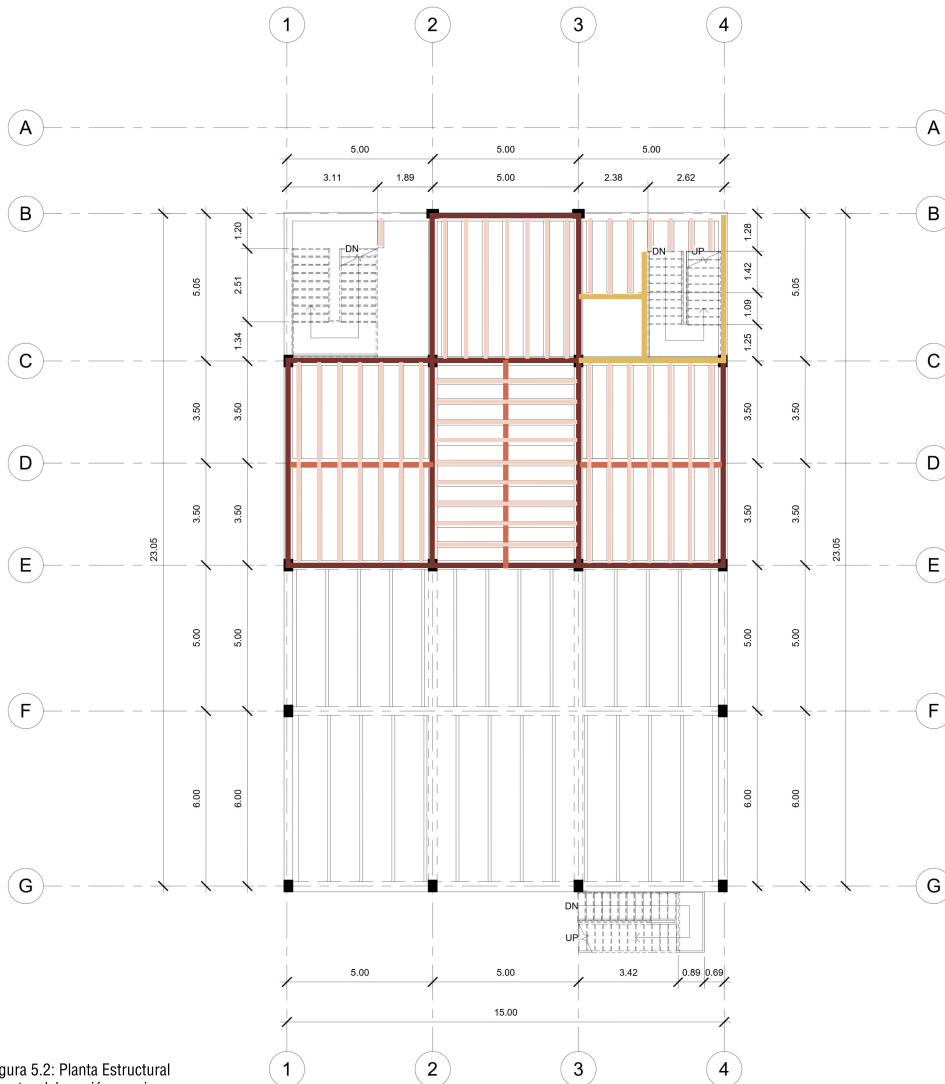 1 2 3 4
A A
5.00 5.00 5.00
3.11 1.89 5.00 2.38 2.62
B B
DN DN UP
1.20 1.28
5.05 2.51 1.42 5.05
1.09
1.34 1.25
C C
3.50 3.50 3.50 3.50
D D
3.50 3.50 3.50 3.50
23.05 23.05
E E
5.00 5.00 5.00 5.00
F F
6.00 6.00 6.00 6.00
G G
DN
UP
5.00 5.00 3.42 0.89 0.69
15.00
1 2 3 4
gura 5.2: Planta Estructural